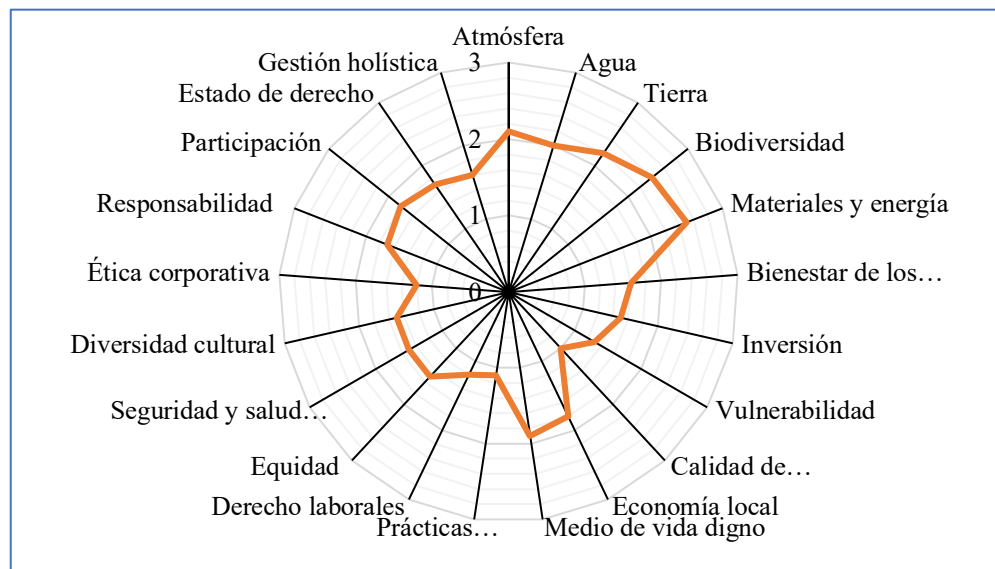 Atmósfera
Agua
Tierra
Biodiversidad
Materiales y energía
Bienestar de los…
Inversión
Vulnerabilidad
Calidad de…
Economía local
Medio de vida digno
Prácticas…
Derecho laborales
Equidad
Seguridad y salud…
Diversidad cultural
Ética corporativa
Responsabilidad
Participación
Estado de derecho
Gestión holística
3
2
1
0